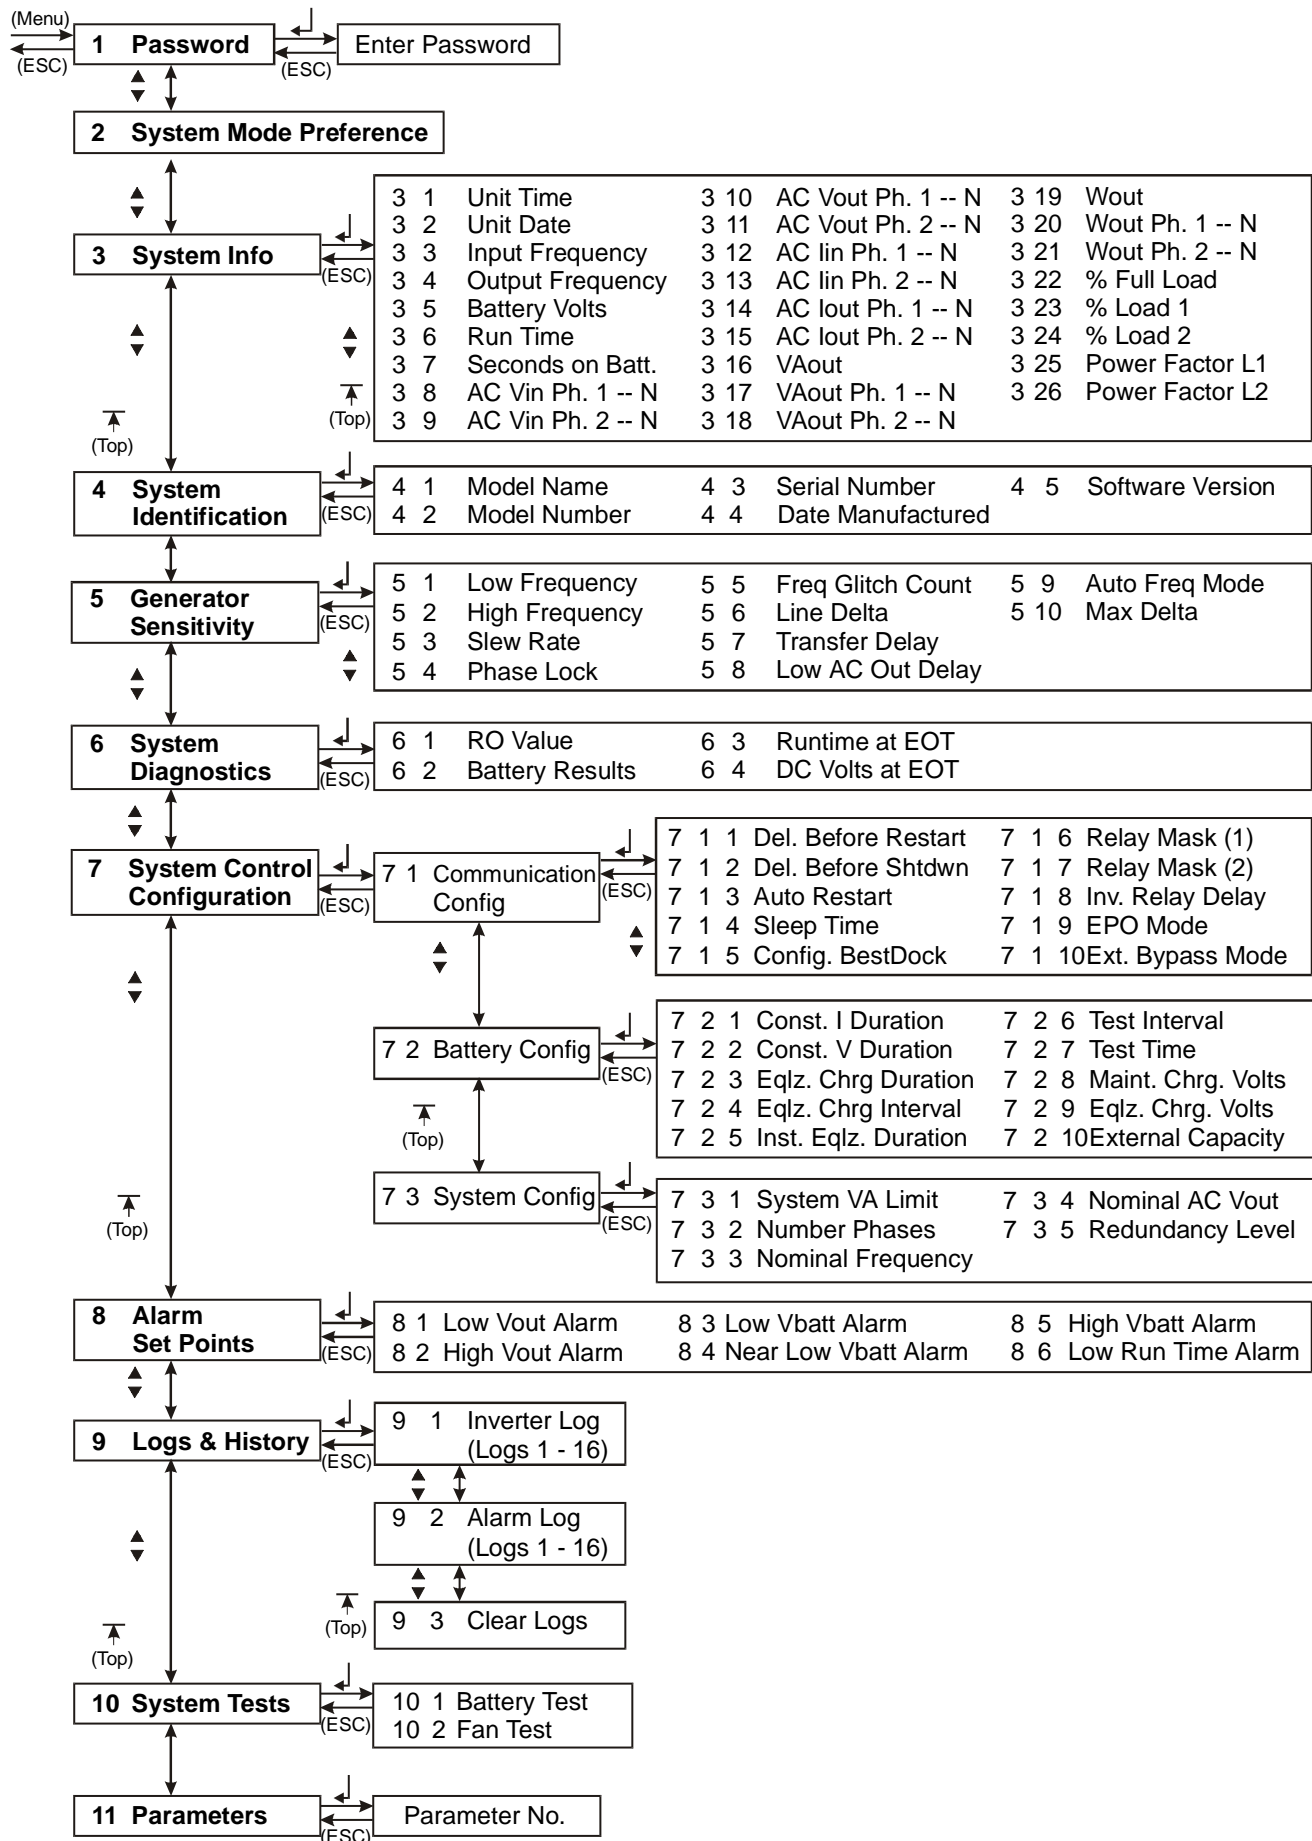 (Menu)
(ESC)
1 Password
(ESC)
Enter Password
2 System Mode Preference
3 System Info
(ESC)
(Top)
(Top)
3 1 Unit Time
3 2 Unit Date
3 3 Input Frequency
3 4 Output Frequency
3 5 Battery Volts
3 6 Run Time
3 7 Seconds on Batt.
3 8 AC Vin Ph. 1 -- N
3 9 AC Vin Ph. 2 -- N
3 10 AC Vout Ph. 1 -- N
3 11 AC Vout Ph. 2 -- N
3 12 AC Iin Ph. 1 -- N
3 13 AC Iin Ph. 2 -- N
3 14 AC Iout Ph. 1 -- N
3 15 AC Iout Ph. 2 -- N
3 16 VAout
3 17 VAout Ph. 1 -- N
3 18 VAout Ph. 2 -- N
3 19 Wout
3 20 Wout Ph. 1 -- N
3 21 Wout Ph. 2 -- N
3 22 % Full Load
3 23 % Load 1
3 24 % Load 2
3 25 Power Factor L1
3 26 Power Factor L2
4 System
Identification
(ESC)
4 1 Model Name
4 2 Model Number
4 3 Serial Number
4 4 Date Manufactured
4 5 Software Version
5 Generator
Sensitivity
(ESC)
5 1 Low Frequency
5 2 High Frequency
5 3 Slew Rate
5 4 Phase Lock
5 5 Freq Glitch Count
5 6 Line Delta
5 7 Transfer Delay
5 8 Low AC Out Delay
5 9 Auto Freq Mode
5 10 Max Delta
6 System
Diagnostics
(ESC)
6 1 RO Value
6 2 Battery Results
6 3 Runtime at EOT
6 4 DC Volts at EOT
7 System Control
Configuration
(ESC)
(Top)
7 1 Communication
Config
(ESC)
7 1 1 Del. Before Restart
7 1 2 Del. Before Shtdwn
7 1 3 Auto Restart
7 1 4 Sleep Time
7 1 5 Config. BestDock
7 1 6 Relay Mask (1)
7 1 7 Relay Mask (2)
7 1 8 Inv. Relay Delay
7 1 9 EPO Mode
7 1 10Ext. Bypass Mode
7 2 Battery Config
(ESC)
(Top)
7 2 1 Const. I Duration
7 2 2 Const. V Duration
7 2 3 Eqlz. Chrg Duration
7 2 4 Eqlz. Chrg Interval
7 2 5 Inst. Eqlz. Duration
7 2 6 Test Interval
7 2 7 Test Time
7 2 8 Maint. Chrg. Volts
7 2 9 Eqlz. Chrg. Volts
7 2 10External Capacity
7 3 System Config
(ESC)
7 3 1 System VA Limit
7 3 2 Number Phases
7 3 3 Nominal Frequency
7 3 4 Nominal AC Vout
7 3 5 Redundancy Level
8 Alarm
Set Points
(ESC)
8 1 Low Vout Alarm
8 2 High Vout Alarm
8 3 Low Vbatt Alarm
8 4 Near Low Vbatt Alarm
8 5 High Vbatt Alarm
8 6 Low Run Time Alarm
9 Logs & History
(ESC)
(Top)
9 1 Inverter Log
(Logs 1 - 16)
9 2 Alarm Log
(Logs 1 - 16)
(Top)
9 3 Clear Logs
10 System Tests
(ESC)
10 1 Battery Test
10 2 Fan Test
11 Parameters
(ESC)
Parameter No.